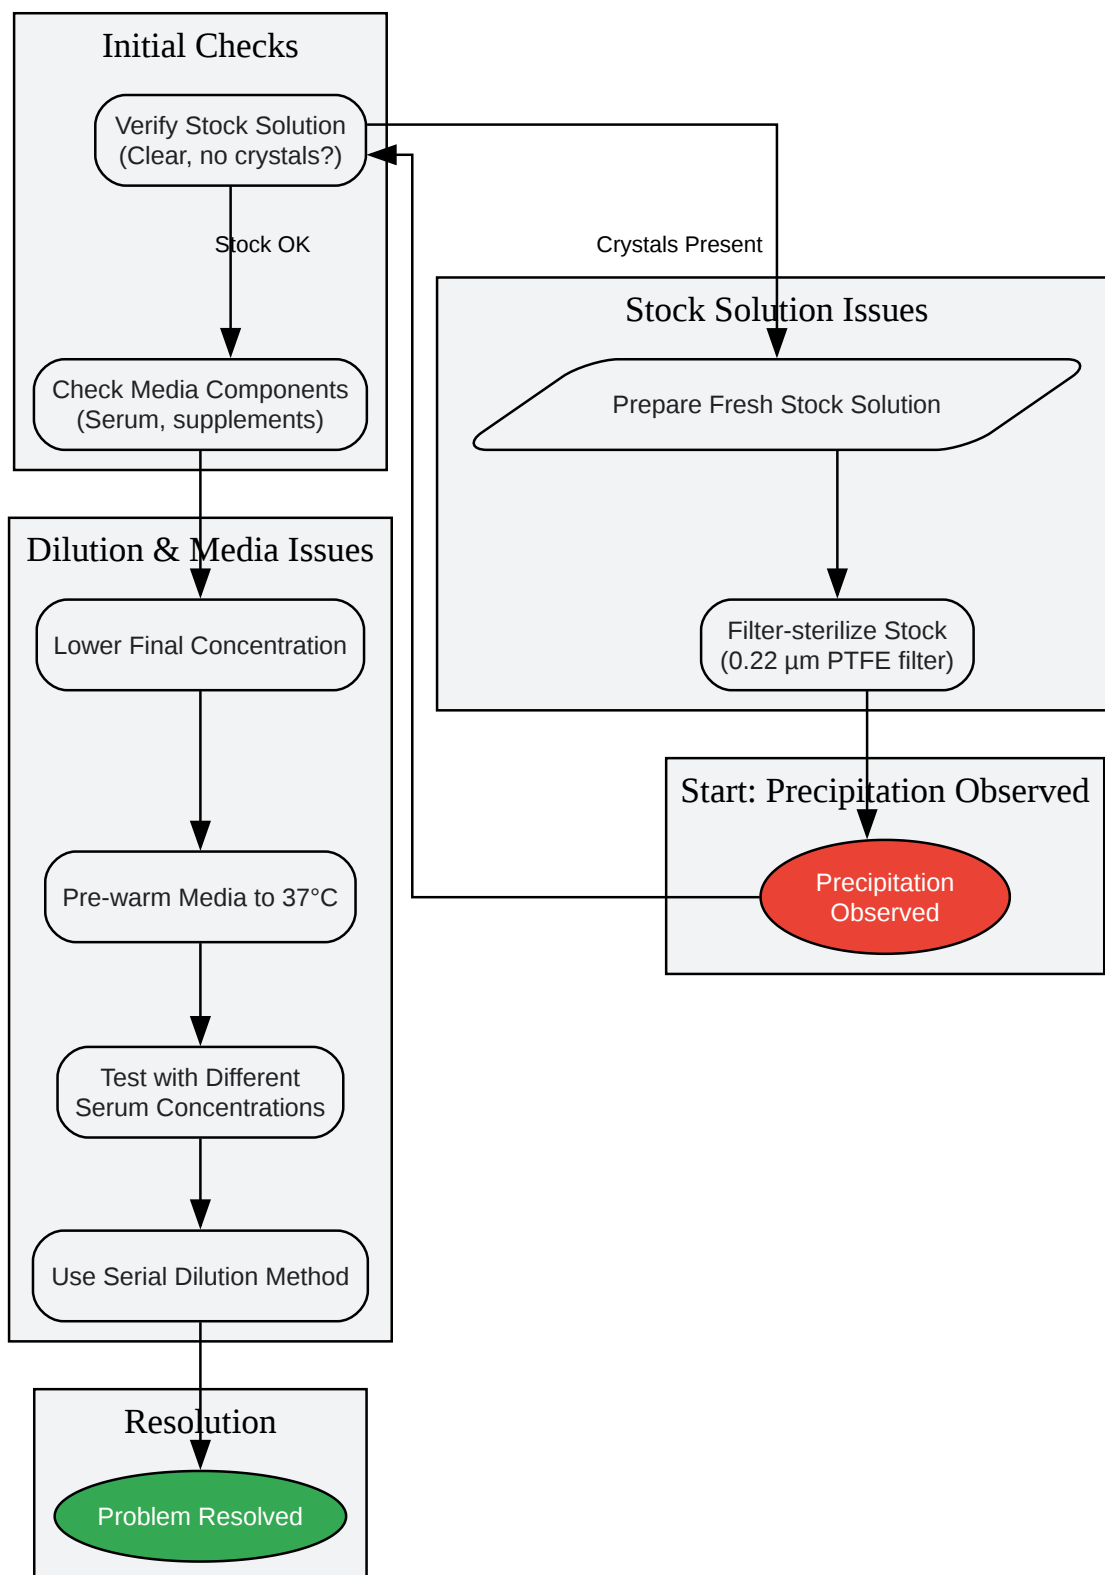 Initial Checks
Verify Stock Solution
(Clear, no crystals?)
Stock OK
Crystals Present
Check Media Components
(Serum, supplements)
Stock Solution Issues
Prepare Fresh Stock Solution
Filter-sterilize Stock
(0.22 µm PTFE filter)
Start: Precipitation Observed
Precipitation
Observed
Dilution & Media Issues
Lower Final Concentration
Pre-warm Media to 37°C
Test with Different
Serum Concentrations
Use Serial Dilution Method
Resolution
Problem Resolved